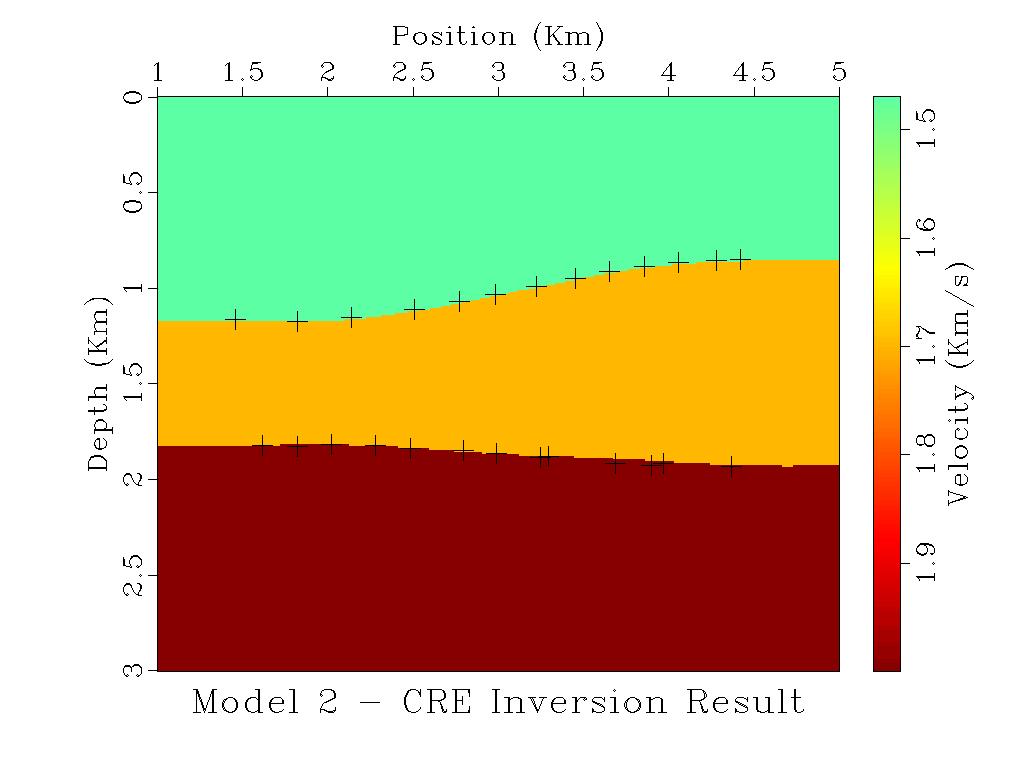 Position (Km)
1 1.5 2 2.5 3 3.5 4 4.5 5
0
0.5
1
1.5
2
2.5
3
Depth (Km)
1.5
1.6
1.7
1.8
1.9
Velocity (Km/s)
Model 2 – CRE Inversion Result